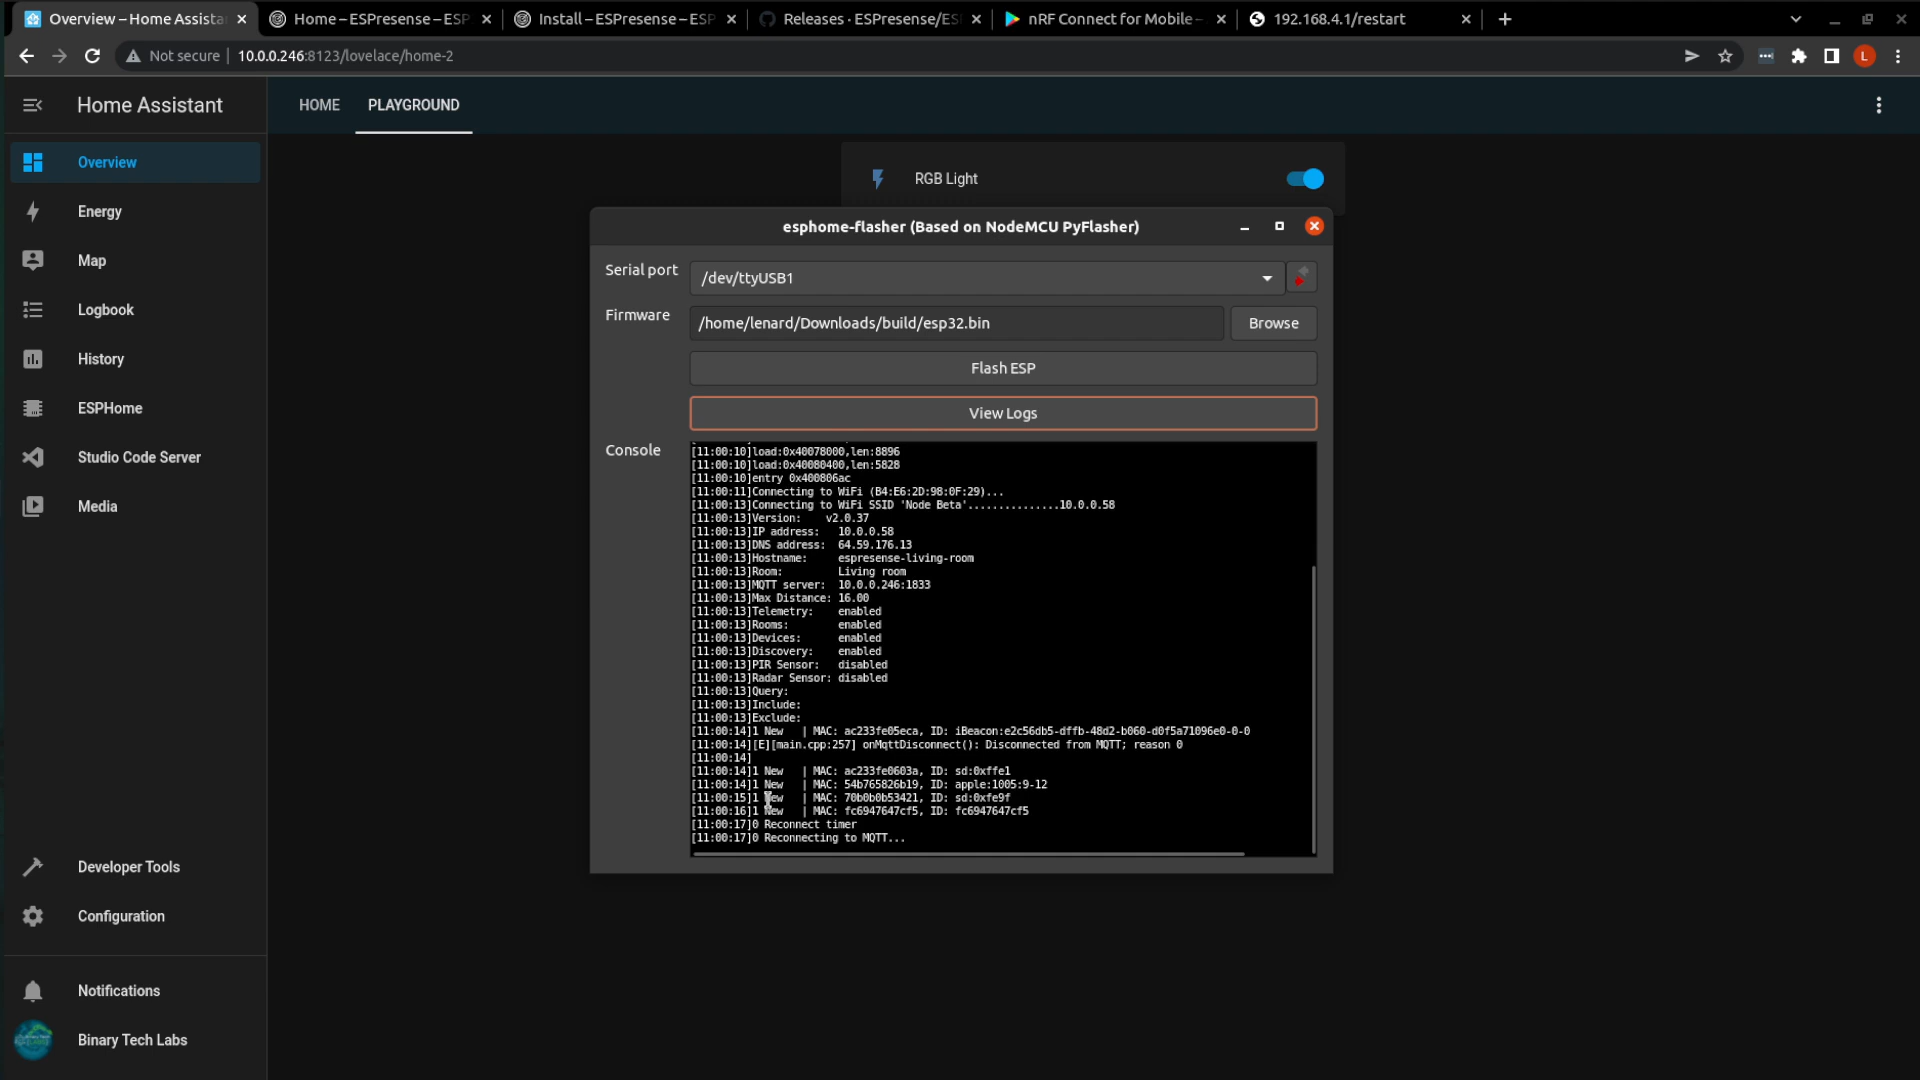 Overview – Home Assista
Home – ESPresense – ESP
Install – ESPresense – ESP
Releases · ESPresense/ES
nRF Connect for Mobile –
192.168.4.1/restart
Not secure
10.0.0.246:8123/lovelace/home-2
L
Home Assistant
HOME
PLAYGROUND
Overview
Energy
Map
Logbook
History
ESPHome
Studio Code Server
Media
Developer Tools
Configuration
Notifications
Binary Tech Labs
RGB Light
esphome-flasher (Based on NodeMCU PyFlasher)
Serial port
/dev/ttyUSB1
Firmware
/home/lenard/Downloads/build/esp32.bin
Browse
Flash ESP
View Logs
Console
[11:00:10]load:0x40078000,len:8896
[11:00:10]load:0x40080400,len:5828
[11:00:10]entry 0x400806ac
[11:00:11]Connecting to WiFi (B4:E6:2D:98:0F:29)...
[11:00:13]Connecting to WiFi SSID 'Node Beta'...............10.0.0.58
[11:00:13]Version:    v2.0.37
[11:00:13]IP address:   10.0.0.58
[11:00:13]DNS address:  64.59.176.13
[11:00:13]Hostname:     espresense-living-room
[11:00:13]Room:         Living room
[11:00:13]MQTT server:  10.0.0.246:1833
[11:00:13]Max Distance: 16.00
[11:00:13]Telemetry:    enabled
[11:00:13]Rooms:        enabled
[11:00:13]Devices:      enabled
[11:00:13]Discovery:    enabled
[11:00:13]PIR Sensor:   disabled
[11:00:13]Radar Sensor: disabled
[11:00:13]Query:
[11:00:13]Include:
[11:00:13]Exclude:
[11:00:14]1 New   | MAC: ac233fe05eca, ID: iBeacon:e2c56db5-dffb-48d2-b060-d0f5a71096e0-0-0
[11:00:14][E][main.cpp:257] onMqttDisconnect(): Disconnected from MQTT; reason 0
[11:00:14]
[11:00:14]1 New   | MAC: ac233fe0603a, ID: sd:0xffe1
[11:00:14]1 New   | MAC: 54b765826b19, ID: apple:1005:9-12
[11:00:15]1 New   | MAC: 70b0b0b53421, ID: sd:0xfe9f
[11:00:16]1 New   | MAC: fc6947647cf5, ID: fc6947647cf5
[11:00:17]0 Reconnect timer
[11:00:17]0 Reconnecting to MQTT...